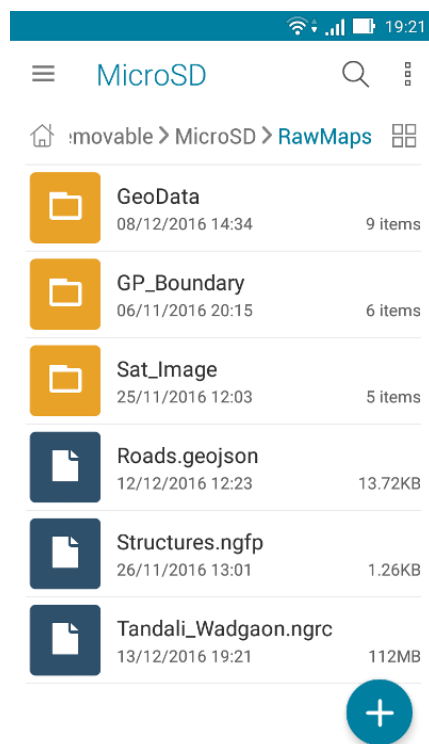 19:21
MicroSD
emovable > MicroSD > RawMaps
GeoData
08/12/2016 14:34 9 items
GP_Boundary
06/11/2016 20:15 6 items
Sat_Image
25/11/2016 12:03 5 items
Roads.geojson
12/12/2016 12:23 13.72KB
Structures.ngfp
26/11/2016 13:01 1.26KB
Tandali_Wadgaon.ngrc
13/12/2016 19:21 112MB